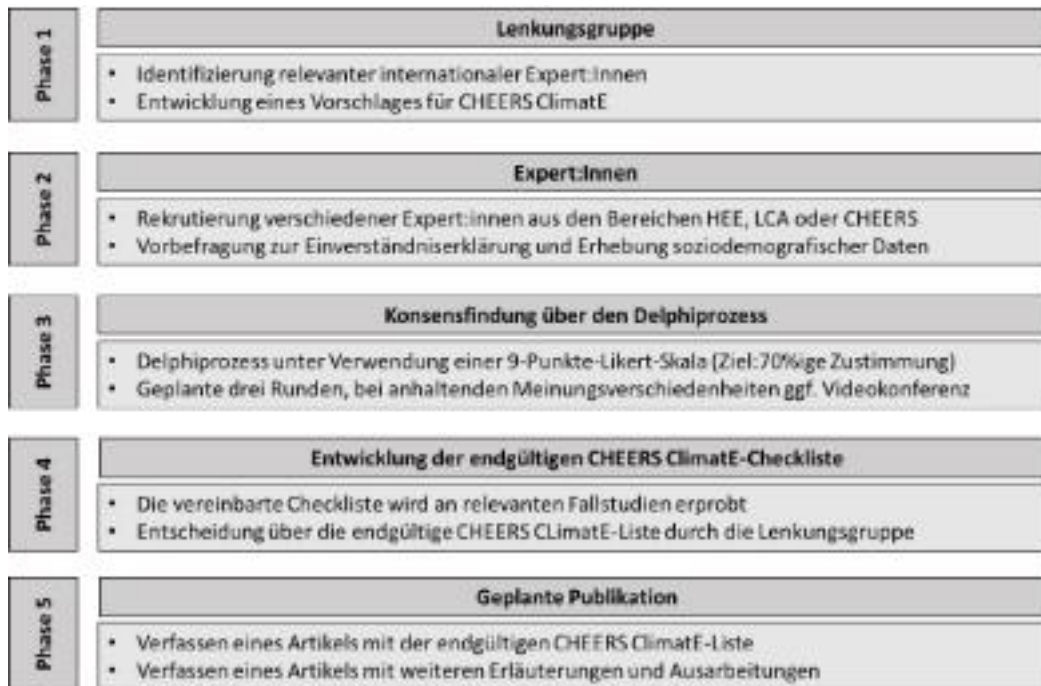 Phase 1
Lenkungsgruppe
• Identifizierung relevanter internationaler Expert:Innen
• Entwicklung eines Vorschlages für CHEERS ClimatE
Phase 2
Expert:Innen
• Rekrutierung verschiedener Expert:innen aus den Bereichen HEE, LCA oder CHEERS
• Vorbefragung zur Einverständniserklärung und Erhebung soziodemografischer Daten
Phase 3
Konsensfindung über den Delphiprozess
• Delphiprozess unter Verwendung einer 9-Punkte-Likert-Skala (Ziel:70%ige Zustimmung)
• Geplante drei Runden, bei anhaltenden Meinungsverschiedenheiten ggf. Videokonferenz
Phase 4
Entwicklung der endgültigen CHEERS ClimatE-Checkliste
• Die vereinbarte Checkliste wird an relevanten Fallstudien erprobt
• Entscheidung über die endgültige CHEERS CLimatE-Liste durch die Lenkungsgruppe
Phase 5
Geplante Publikation
• Verfassen eines Artikels mit der endgültigen CHEERS ClimatE-Liste
• Verfassen eines Artikels mit weiteren Erläuterungen und Ausarbeitungen